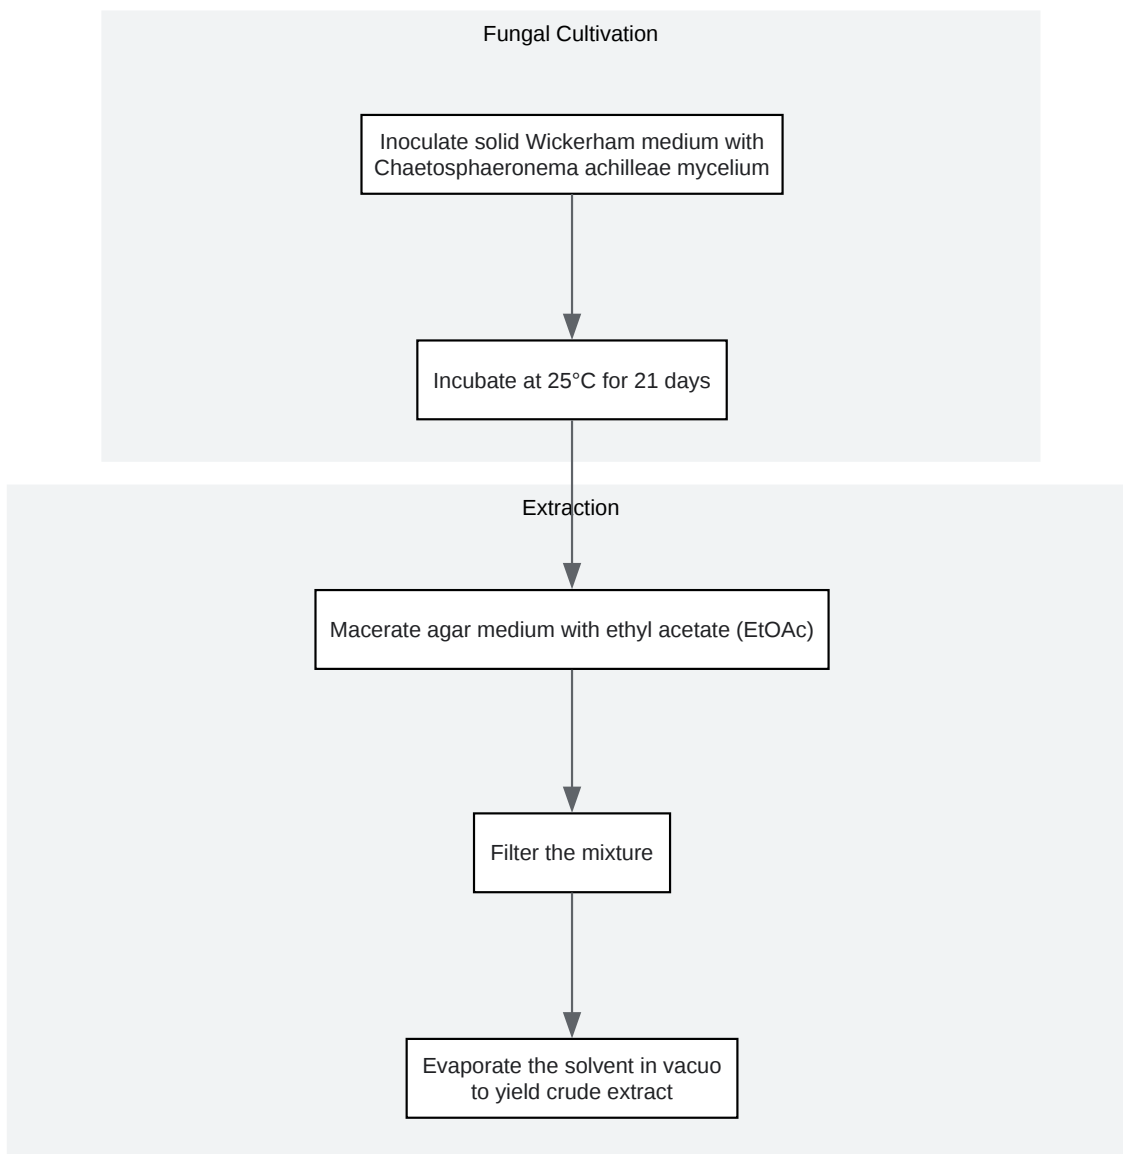 Fungal Cultivation
Inoculate solid Wickerham medium with
Chaetosphaeronema achilleae mycelium
Incubate at 25°C for 21 days
Extraction
Macerate agar medium with ethyl acetate (EtOAc)
Filter the mixture
Evaporate the solvent in vacuo
to yield crude extract